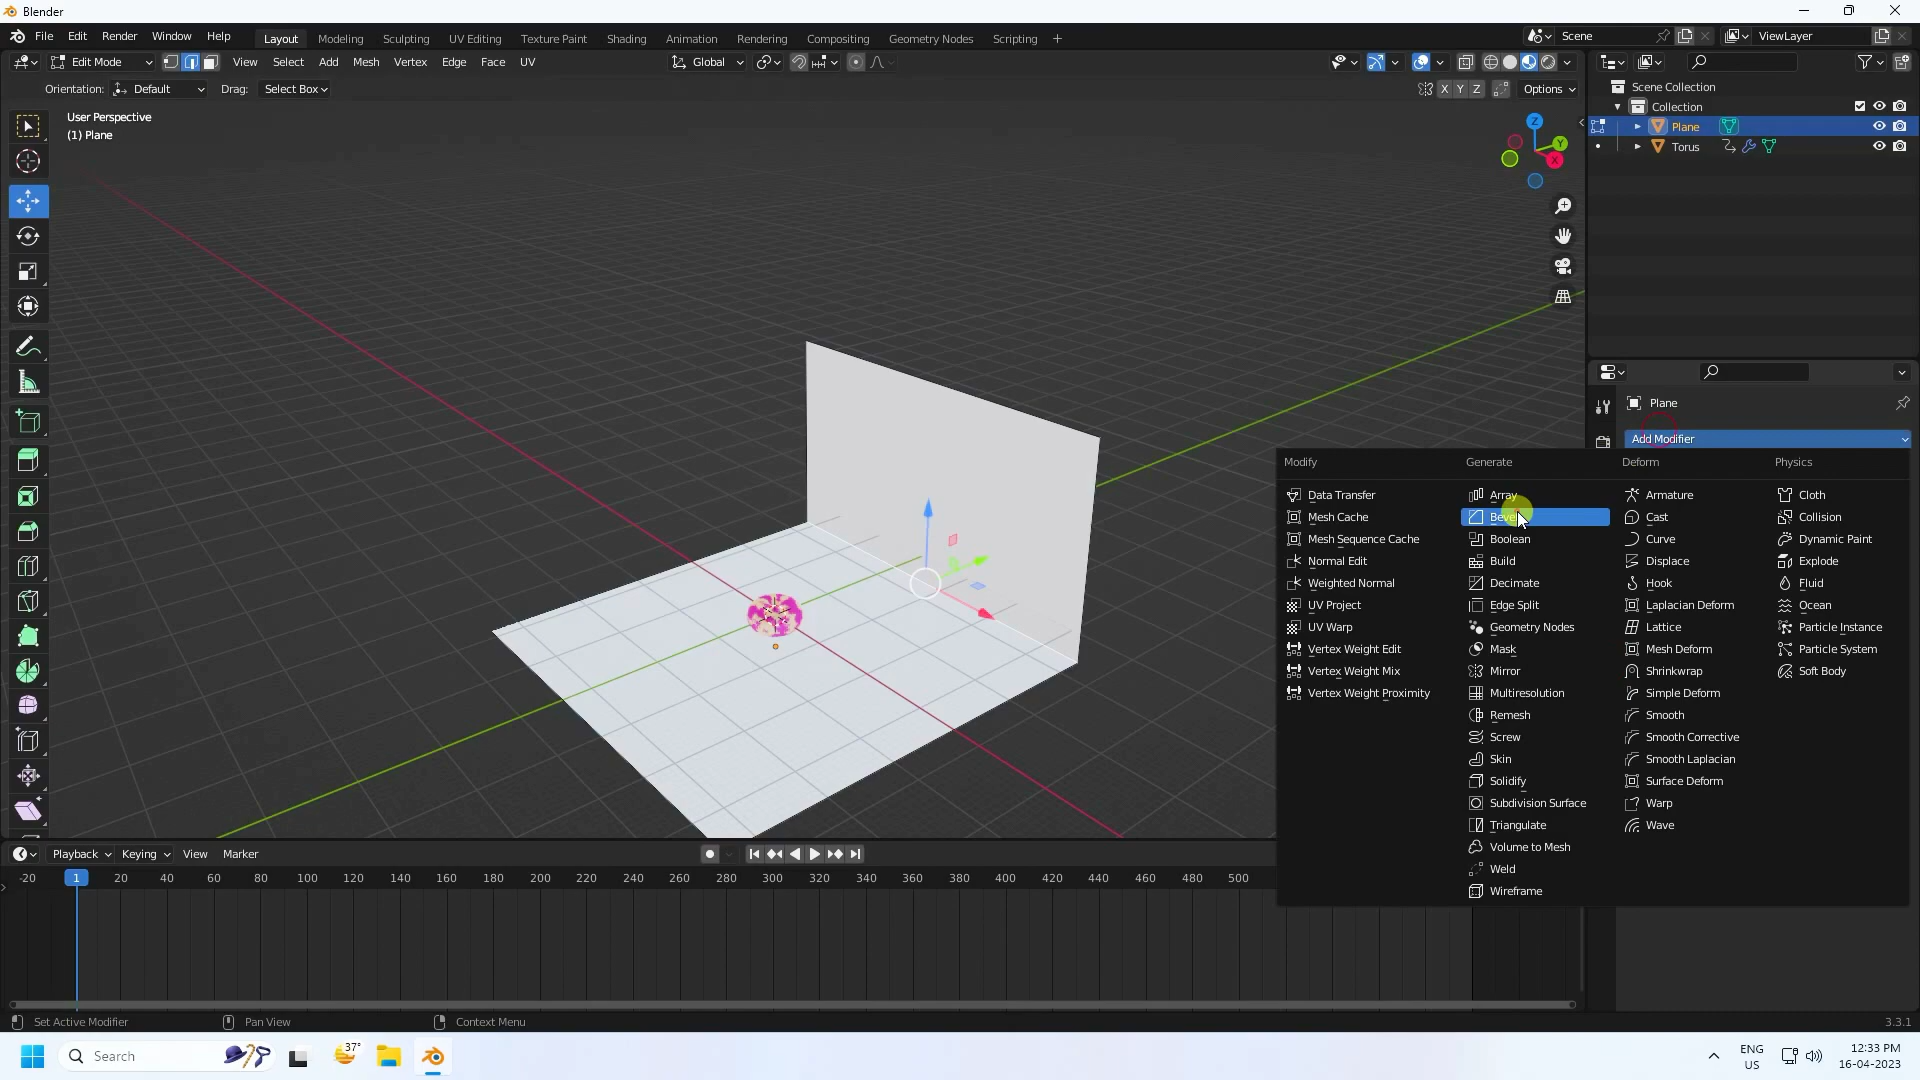 Blender
File Edit Render Window Help Layout Modeling Sculpting UV Editing Texture Paint Shading Animation Rendering Compositing Geometry Nodes Scripting + Scene ViewLayer
Edit Mode View Select Add Mesh Vertex Edge Face UV Global
Orientation: Default Drag: Select Box X Y Z Options
User Perspective
(1) Plane
Z
Y
X
Scene Collection
Collection
Plane
Torus
Plane
Add Modifier
Modify Generate Deform Physics
Data Transfer Array Armature Cloth
Mesh Cache Cast Collision
Mesh Sequence Cache Boolean Curve Dynamic Paint
Normal Edit Build Displace Explode
Weighted Normal Decimate Hook Fluid
UV Project Edge Split Laplacian Deform Ocean
UV Warp Geometry Nodes Lattice Particle Instance
Vertex Weight Edit Mask Mesh Deform Particle System
Vertex Weight Mix Mirror Shrinkwrap Soft Body
Vertex Weight Proximity Multiresolution Simple Deform
Remesh Smooth
Screw Smooth Corrective
Skin Smooth Laplacian
Solidify Surface Deform
Subdivision Surface Warp
Triangulate Wave
Volume to Mesh
Weld
Wireframe
Playback Keying View Marker
-20 1 20 40 60 80 100 120 140 160 180 200 220 240 260 280 300 320 340 360 380 400 420 440 460 480 500
Set Active Modifier Pan View Context Menu 3.3.1
Search 37° ENG US 12:33 PM
16-04-2023